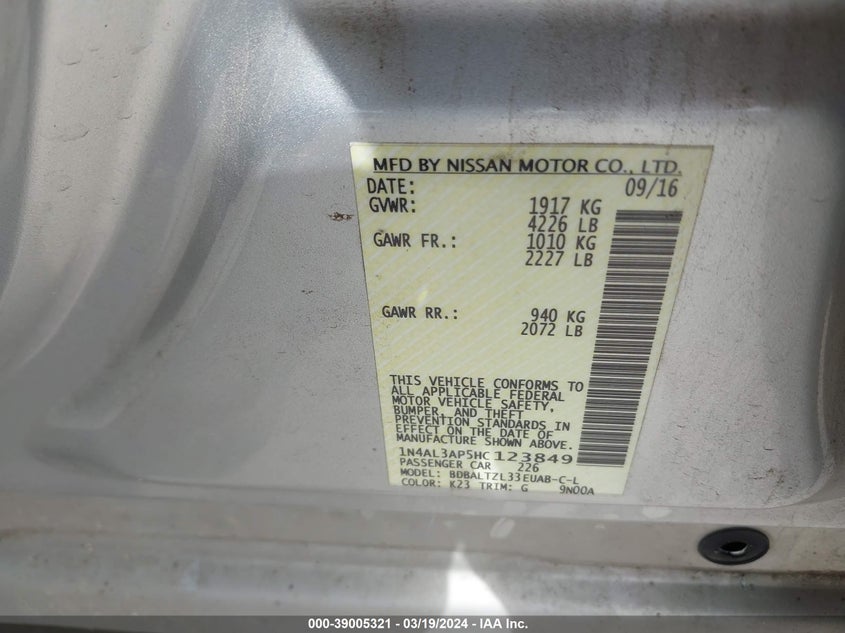 MFD BY NISSAN MOTOR CO., LTD.
DATE: 09/16
GVWR: 1917 KG
4226 LB
GAWR FR.: 1010 KG
2227 LB
GAWR RR.: 940 KG
2072 LB
THIS VEHICLE CONFORMS TO
ALL APPLICABLE FEDERAL
MOTOR VEHICLE SAFETY,
BUMPER, AND THEFT
PREVENTION STANDARDS IN
EFFECT ON THE DATE OF
MANUFACTURE SHOWN ABOVE.
1N4AL3AP5HC123849
PASSENGER CAR 226
MODEL: BDBALTZL33EUAB-C-L
COLOR: K23 TRIM: G 9N00A
000-39005321 - 03/19/2024 - IAA Inc.